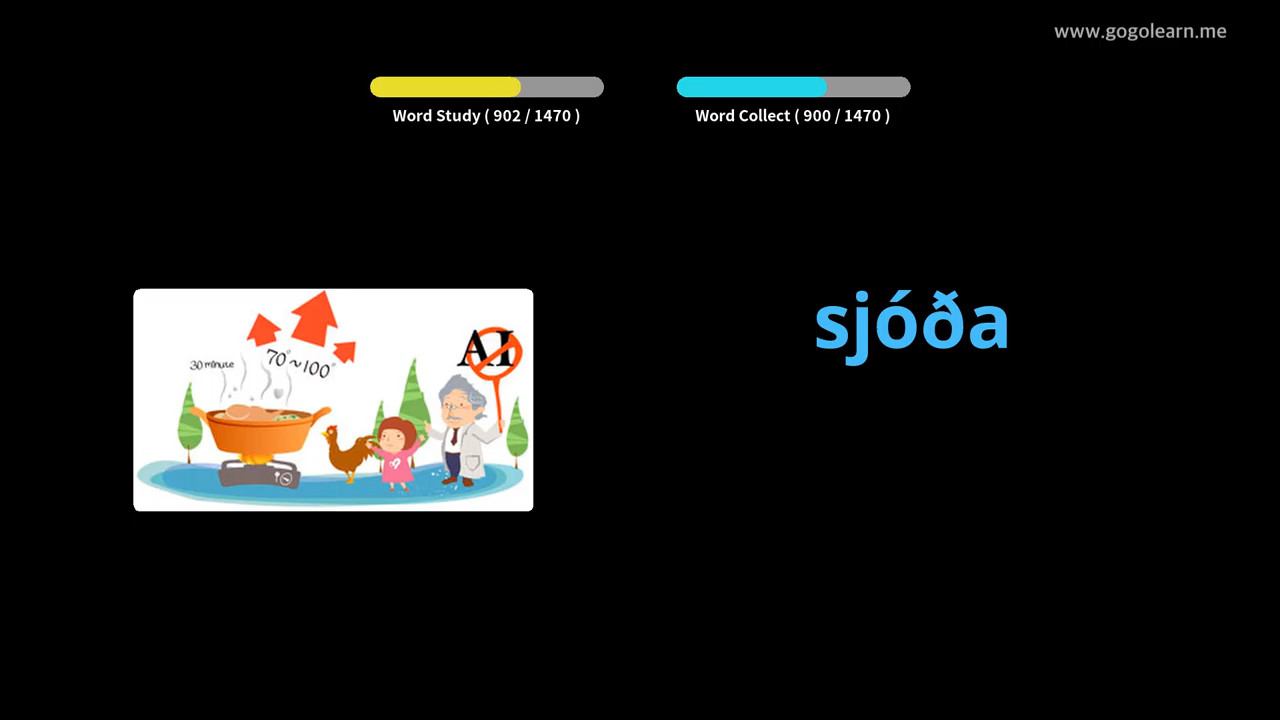 www.gogolearn.me
Word Study ( 902 / 1470 )
Word Collect ( 900 / 1470 )
sjóða
30 minute
70°~100°
AI